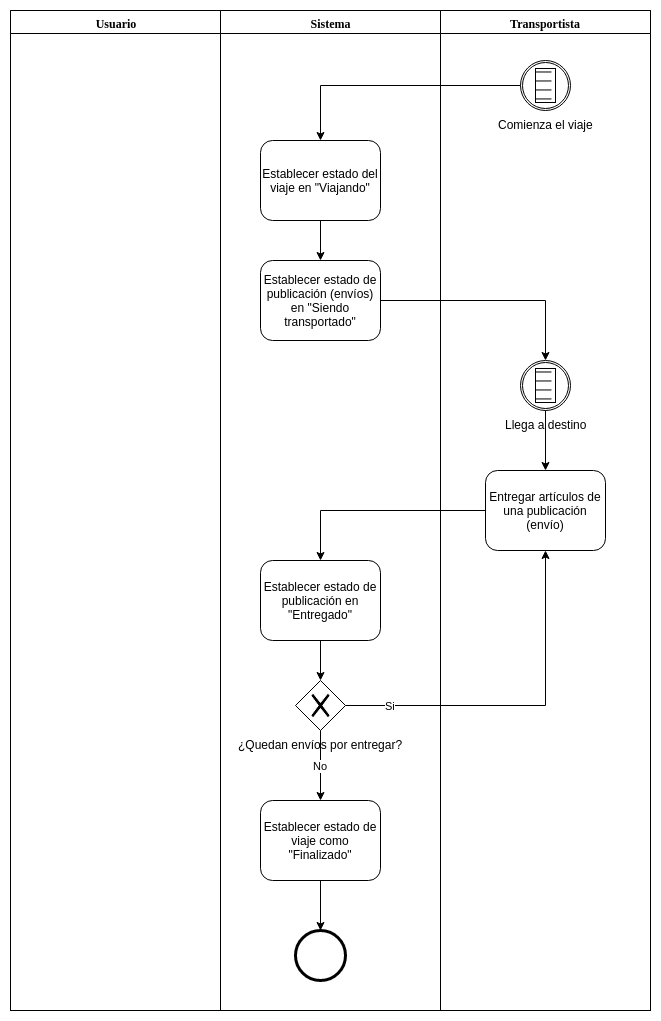 Usuario
Sistema
Transportista
Comienza el viaje
Establecer estado del
viaje en "Viajando"
Establecer estado de
publicación (envíos)
en "Siendo
transportado"
Llega a destino
Entregar artículos de
una publicación
(envío)
Establecer estado de
publicación en
"Entregado"
Si
¿Quedan envíos por entregar?
No
Establecer estado de
viaje como
"Finalizado"